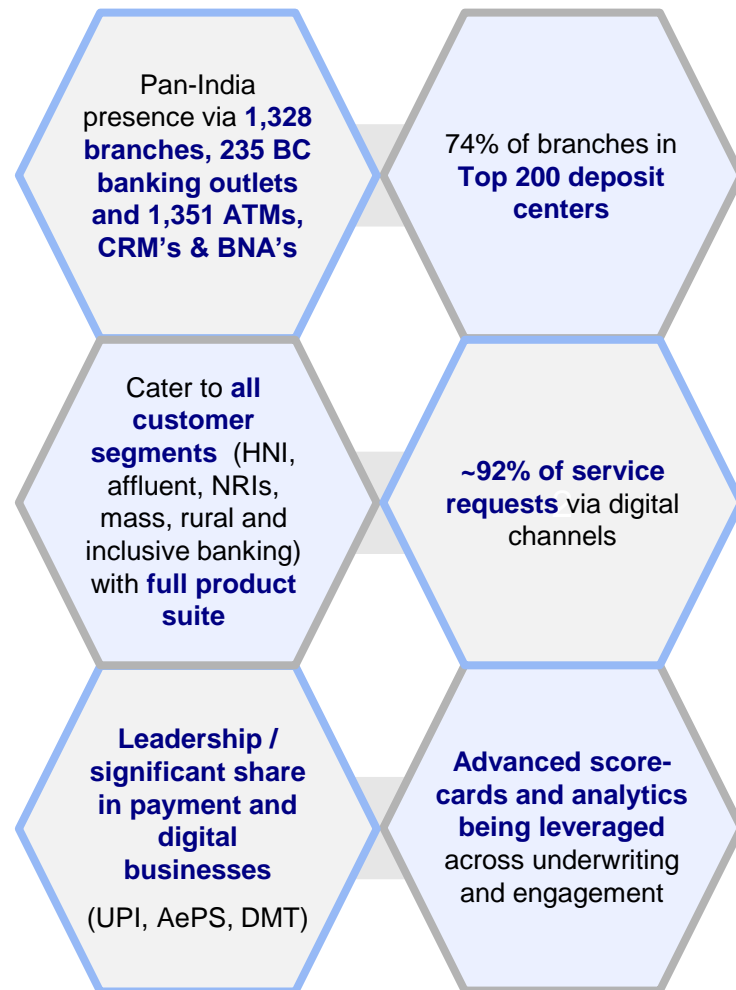 Pan-India
presence via 1,328
branches, 235 BC
banking outlets
and 1,351 ATMs,
CRM's & BNA's
74% of branches in
Top 200 deposit
centers
Cater to all
customer
segments (HNI,
affluent, NRIs,
mass, rural and
inclusive banking)
with full product
suite
~92% of service
requests via digital
channels
Leadership /
significant share
in payment and
digital
businesses
(UPI, AePS, DMT)
Advanced score-
cards and analytics
being leveraged
across underwriting
and engagement